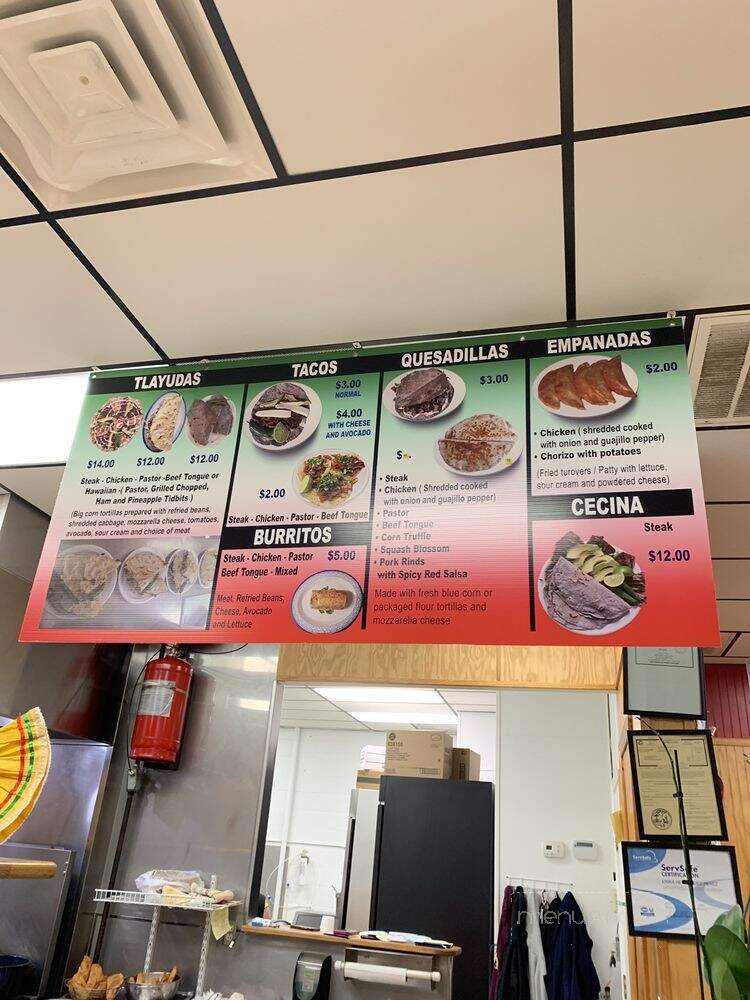 TLAYUDAS
$14.00 $12.00 $12.00
Steak - Chicken - Pastor -Beef Tongue or
Hawaiian -( Pastor, Grilled Chopped,
Ham and Pineapple Tidbits )
(Big corn tortillas prepared with refried beans,
shredded cabbage, mozzarella cheese, tomatoes,
avocado, sour cream and choice of meat
TACOS
$3.00
NORMAL
$4.00
WITH CHEESE
AND AVOCADO
$2.00
Steak - Chicken - Pastor - Beef Tongue
BURRITOS
Steak - Chicken - Pastor
Beef Tongue - Mixed
$5.00
Meat, Refried Beans,
Cheese, Avocado
and Lettuce
QUESADILLAS
$3.00
$
• Steak
• Chicken ( Shredded cooked
with onion and guajillo pepper)
• Pastor
• Beef Tongue
• Corn Truffle
• Squash Blossom
• Pork Rinds
with Spicy Red Salsa
Made with fresh blue corn or
packaged flour tortillas and
mozzarella cheese
EMPANADAS
$2.00
• Chicken ( shredded cooked
with onion and guajillo pepper)
• Chorizo with potatoes
(Fried turovers / Patty with lettuce,
sour cream and powdered cheese)
CECINA
Steak
$12.00
ServSafe
CERTIFICATION